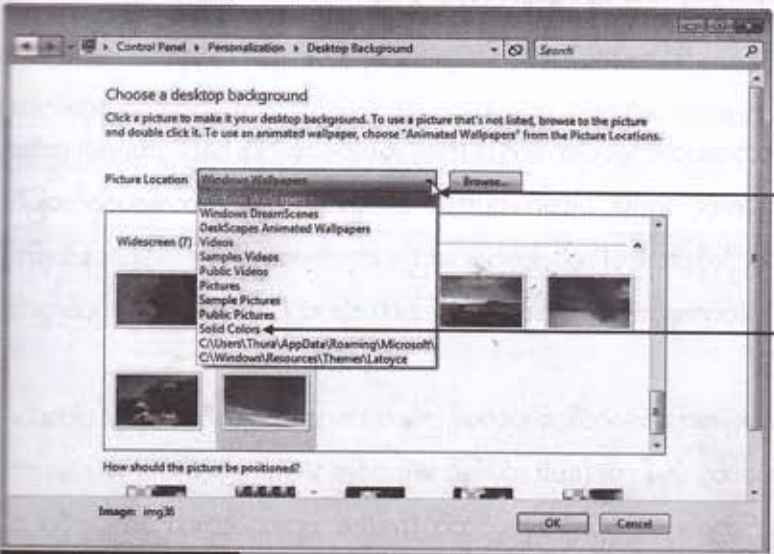 Control Panel ▸ Personalization ▸ Desktop Background
Search
Choose a desktop background
Click a picture to make it your desktop background. To use a picture that's not listed, browse to the picture
and double click it. To use an animated wallpaper, choose "Animated Wallpapers" from the Picture Locations.
Picture Location
Windows Wallpapers
Browse...
Windows DreamScenes
DeskScapes Animated Wallpapers
Widescreen (7)
Videos
Samples Videos
Public Videos
Pictures
Sample Pictures
Public Pictures
Solid Colors
C:\Users\Thura\AppData\Roaming\Microsoft\
C:\Windows\Resources\Themes\Latoyce
How should the picture be positioned?
Image: img36
OK
Cancel